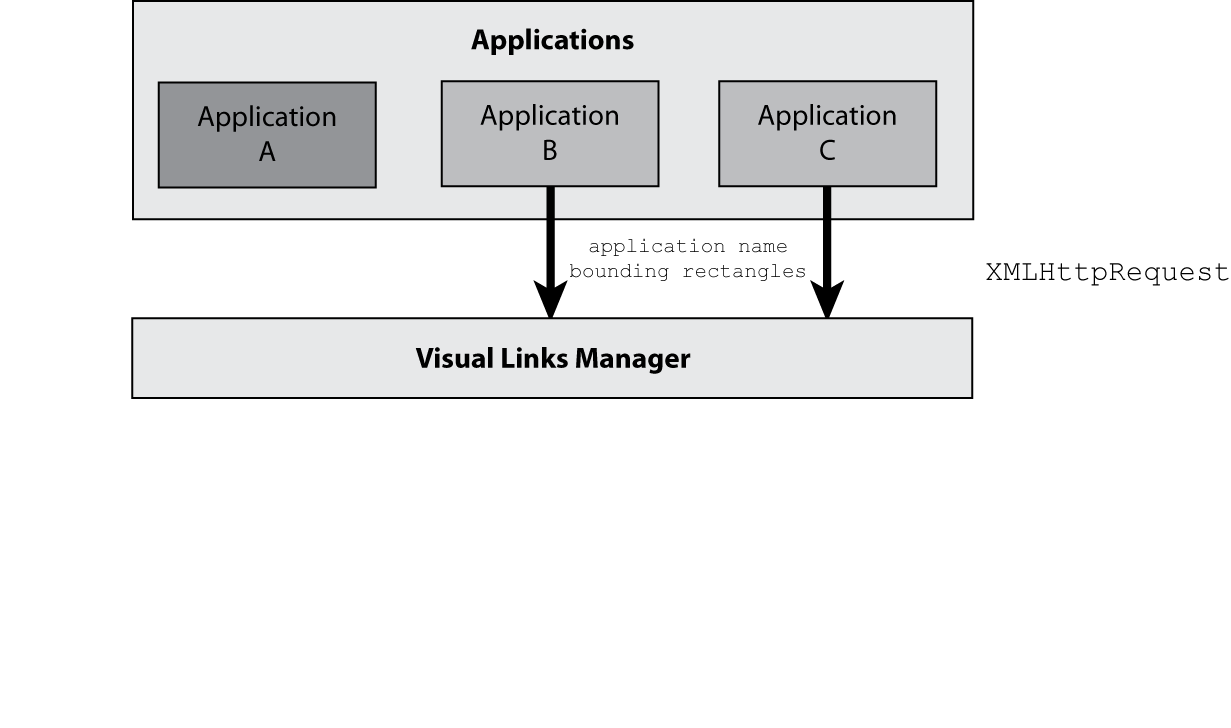 Applications
Application
A
Application
B
Application
C
application name
bounding rectangles
XMLHttpRequest
Visual Links Manager